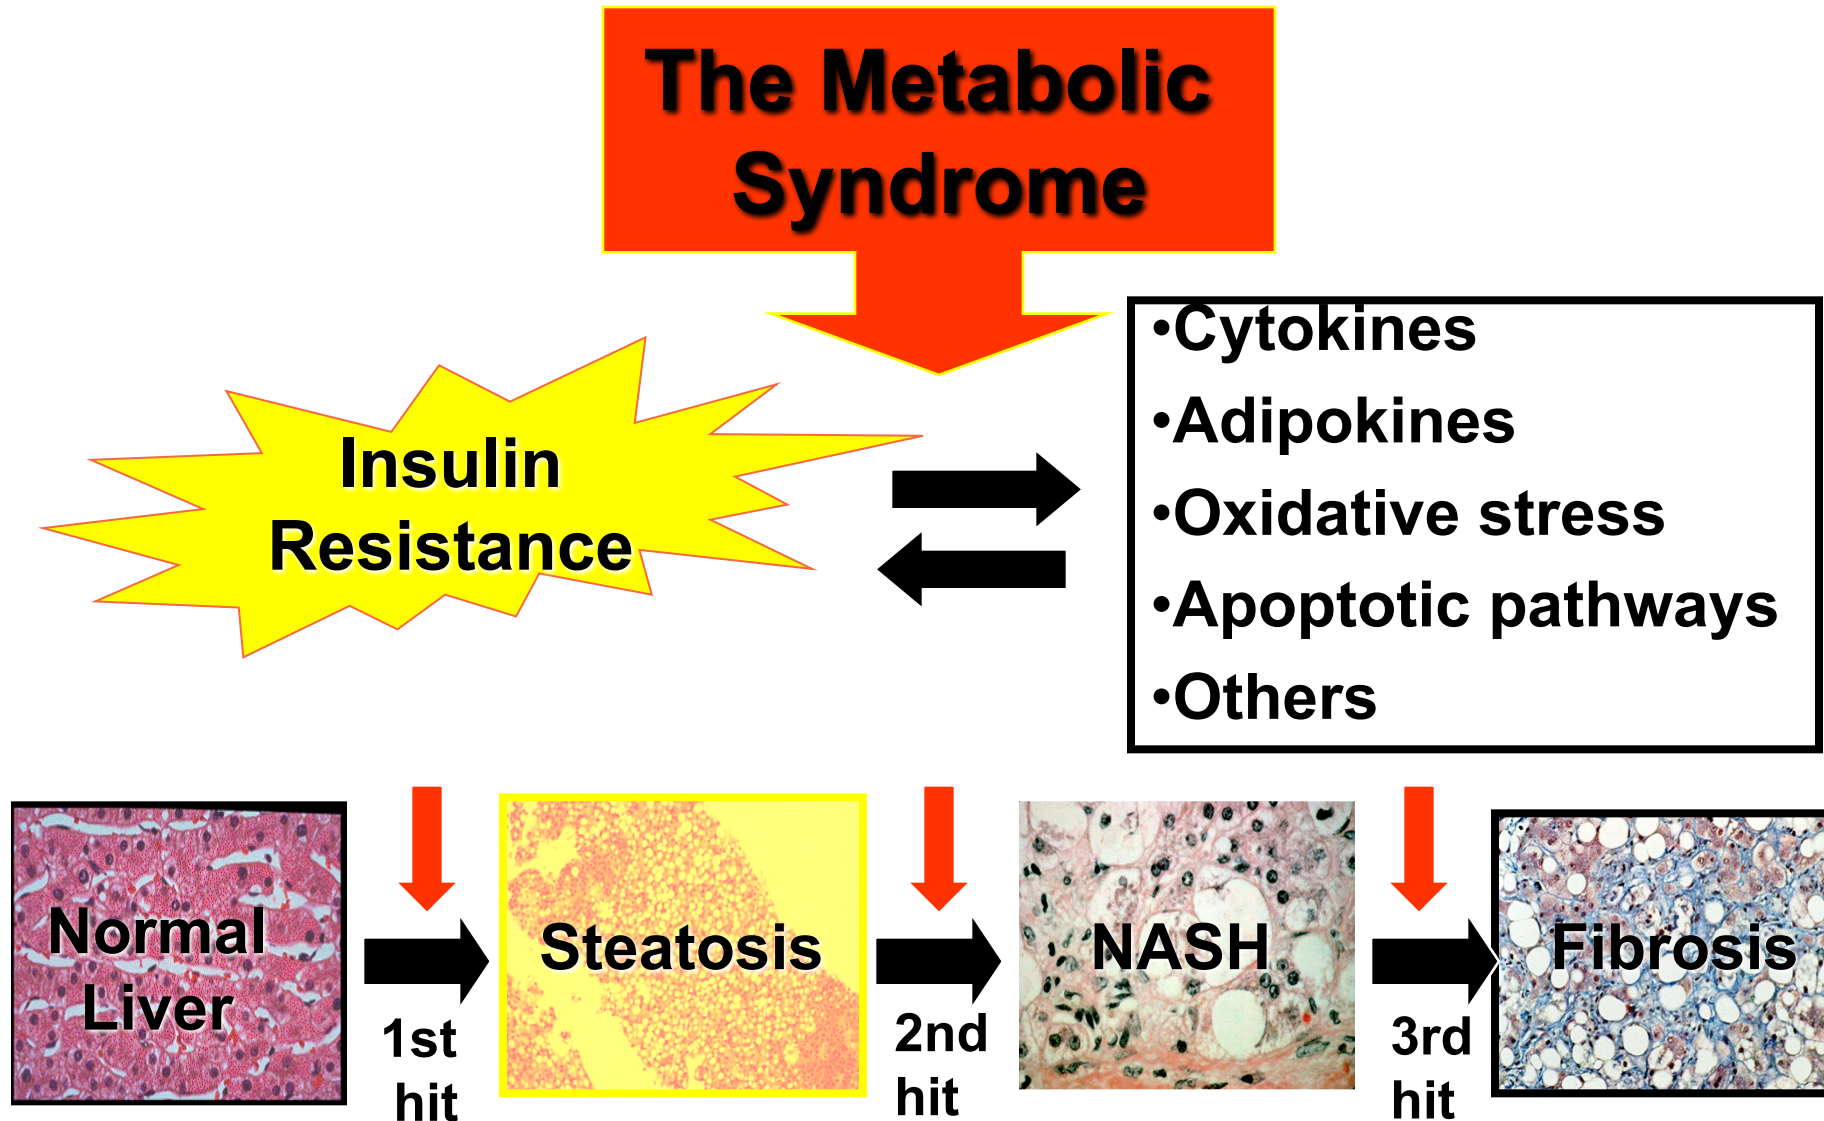 The Metabolic
Syndrome
Insulin
Resistance
•Cytokines
•Adipokines
•Oxidative stress
•Apoptotic pathways
•Others
Normal
Liver
1st
hit
Steatosis
2nd
hit
NASH
3rd
hit
Fibrosis